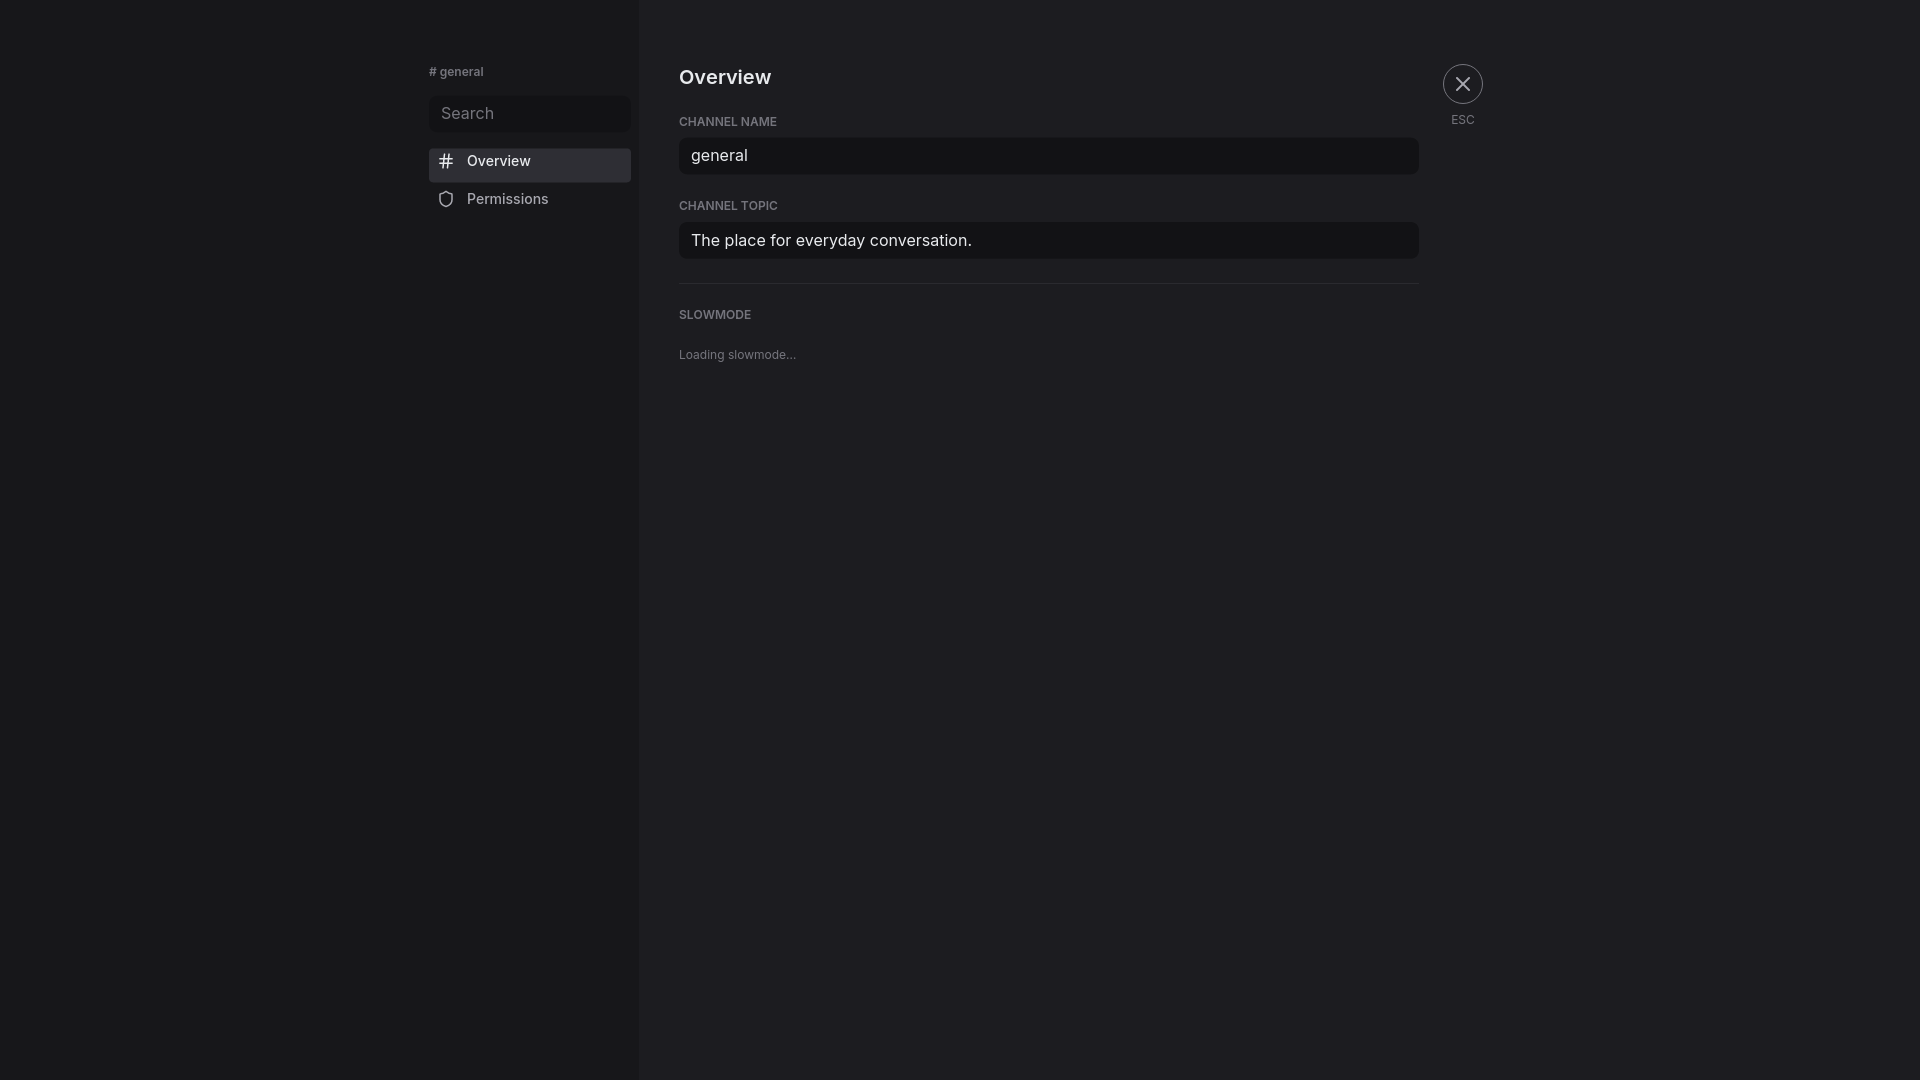 # general
Search
Overview
Permissions
Overview
CHANNEL NAME
general
CHANNEL TOPIC
The place for everyday conversation.
SLOWMODE
Loading slowmode...
ESC